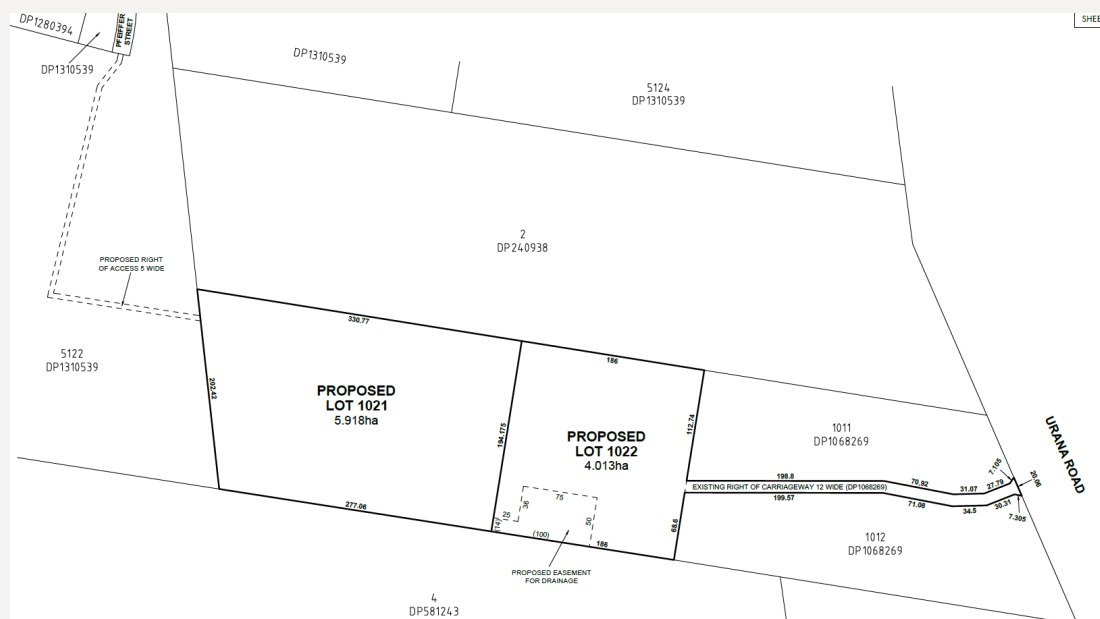 DP1280394
PFEIFFER
STREET
SHEE
DP1310539
DP1310539
5124
DP1310539
2
DP240938
PROPOSED RIGHT
OF ACCESS 5 WIDE
330.77
186
5122
DP1310539
202.42
PROPOSED
LOT 1021
5.918ha
194.175
PROPOSED
LOT 1022
4.013ha
112.74
1011
DP1068269
URANA ROAD
7.105
20.06
198.8
70.92
31.07
27.79
EXISTING RIGHT OF CARRIAGEWAY 12 WIDE (DP1068269)
199.57
71.08
34.5
30.31
7.305
277.06
75
36
25
(14)
50
(100)
186
68.6
1012
DP1068269
PROPOSED EASEMENT
FOR DRAINAGE
4
DP581243